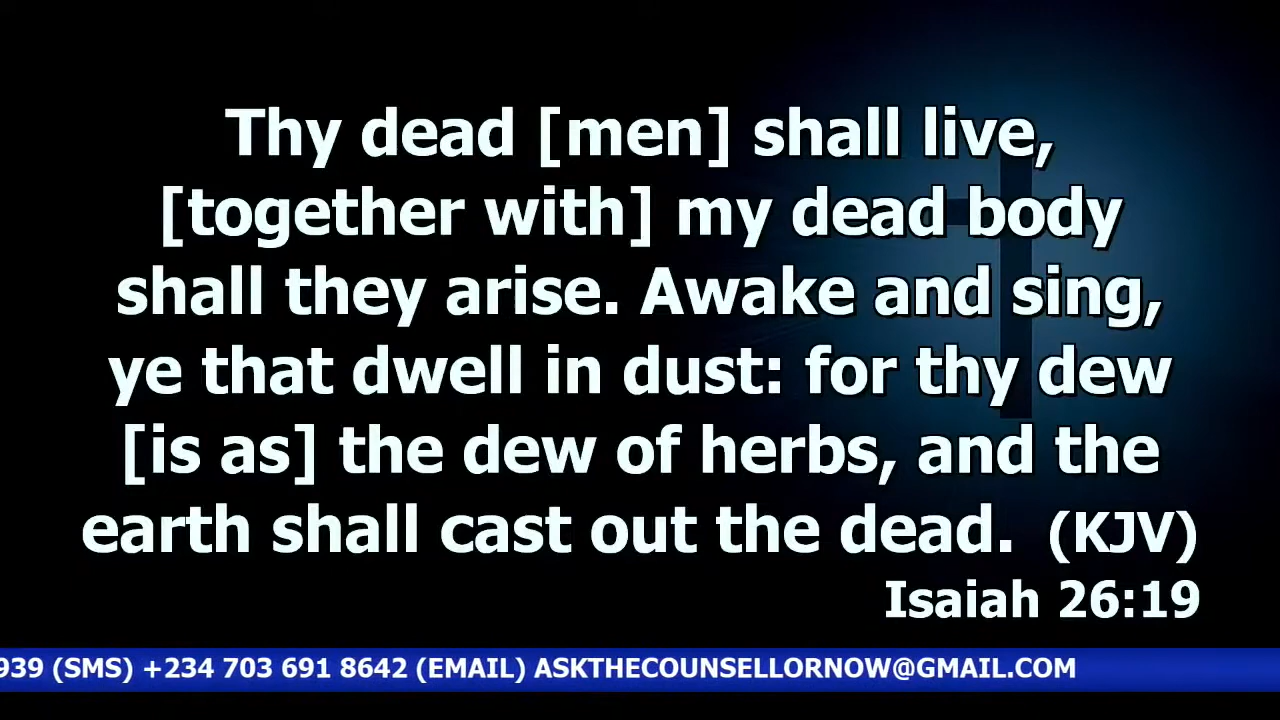 Thy dead [men] shall live,
[together with] my dead body
shall they arise. Awake and sing,
ye that dwell in dust: for thy dew
[is as] the dew of herbs, and the
earth shall cast out the dead. (KJV)
Isaiah 26:19
939 (SMS) +234 703 691 8642 (EMAIL) ASKTHECOUNSELLORNOW@GMAIL.COM